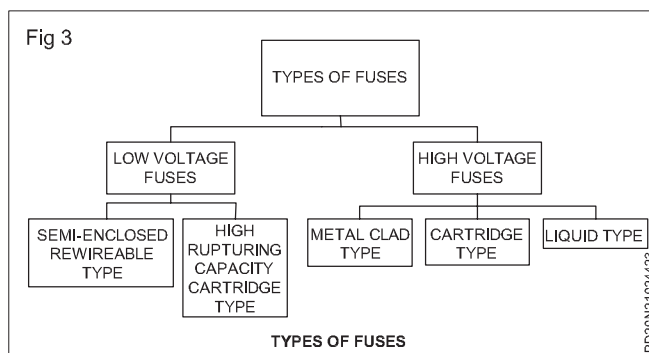 Fig 3
TYPES OF FUSES
LOW VOLTAGE
FUSES
HIGH VOLTAGE
FUSES
SEMI-ENCLOSED
REWIREABLE
TYPE
HIGH
RUPTURING
CAPACITY
CARTRIDGE
TYPE
METAL CLAD
TYPE
CARTRIDGE
TYPE
LIQUID TYPE
TYPES OF FUSES